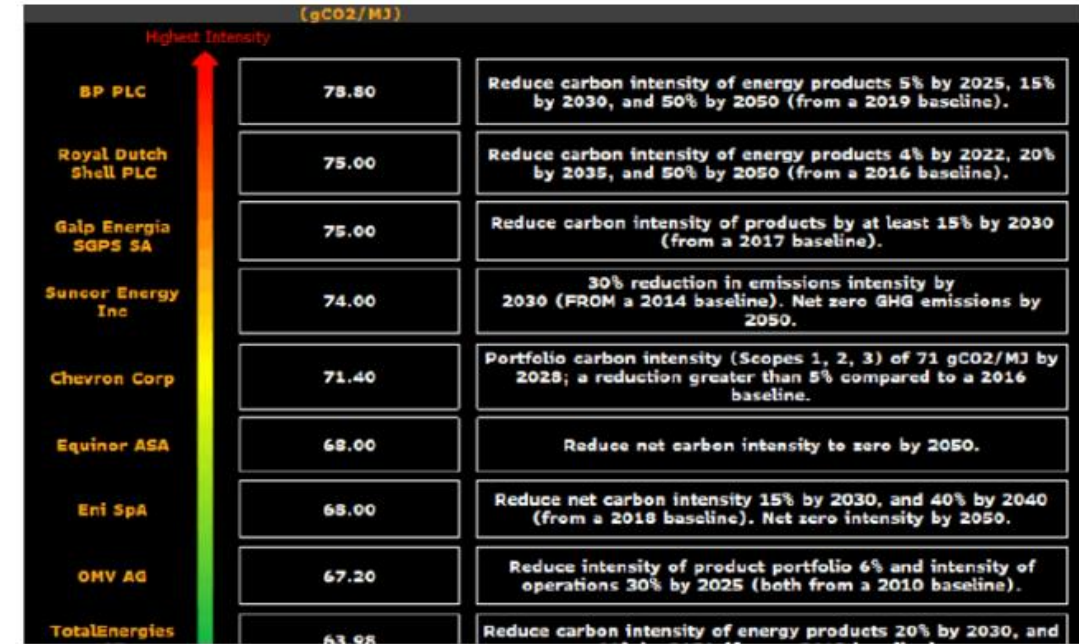 (gCO2/MJ)
Highest Intensity
BP PLC
78.80
Reduce carbon intensity of energy products 5% by 2025, 15%
by 2030, and 50% by 2050 (from a 2019 baseline).
Royal Dutch
Shell PLC
75.00
Reduce carbon intensity of energy products 4% by 2022, 20%
by 2035, and 50% by 2050 (from a 2016 baseline).
Galp Energia
SGPS SA
75.00
Reduce carbon intensity of products by at least 15% by 2030
(from a 2017 baseline).
Suncor Energy
Inc
74.00
30% reduction in emissions intensity by
2030 (FROM a 2014 baseline). Net zero GHG emissions by
2050.
Chevron Corp
71.40
Portfolio carbon intensity (Scopes 1, 2, 3) of 71 gCO2/MJ by
2028; a reduction greater than 5% compared to a 2016
baseline.
Equinor ASA
68.00
Reduce net carbon intensity to zero by 2050.
Eni SpA
68.00
Reduce net carbon intensity 15% by 2030, and 40% by 2040
(from a 2018 baseline). Net zero intensity by 2050.
OMV AG
67.20
Reduce intensity of product portfolio 6% and intensity of
operations 30% by 2025 (both from a 2010 baseline).
TotalEnergies
63.98
Reduce carbon intensity of energy products 20% by 2030, and